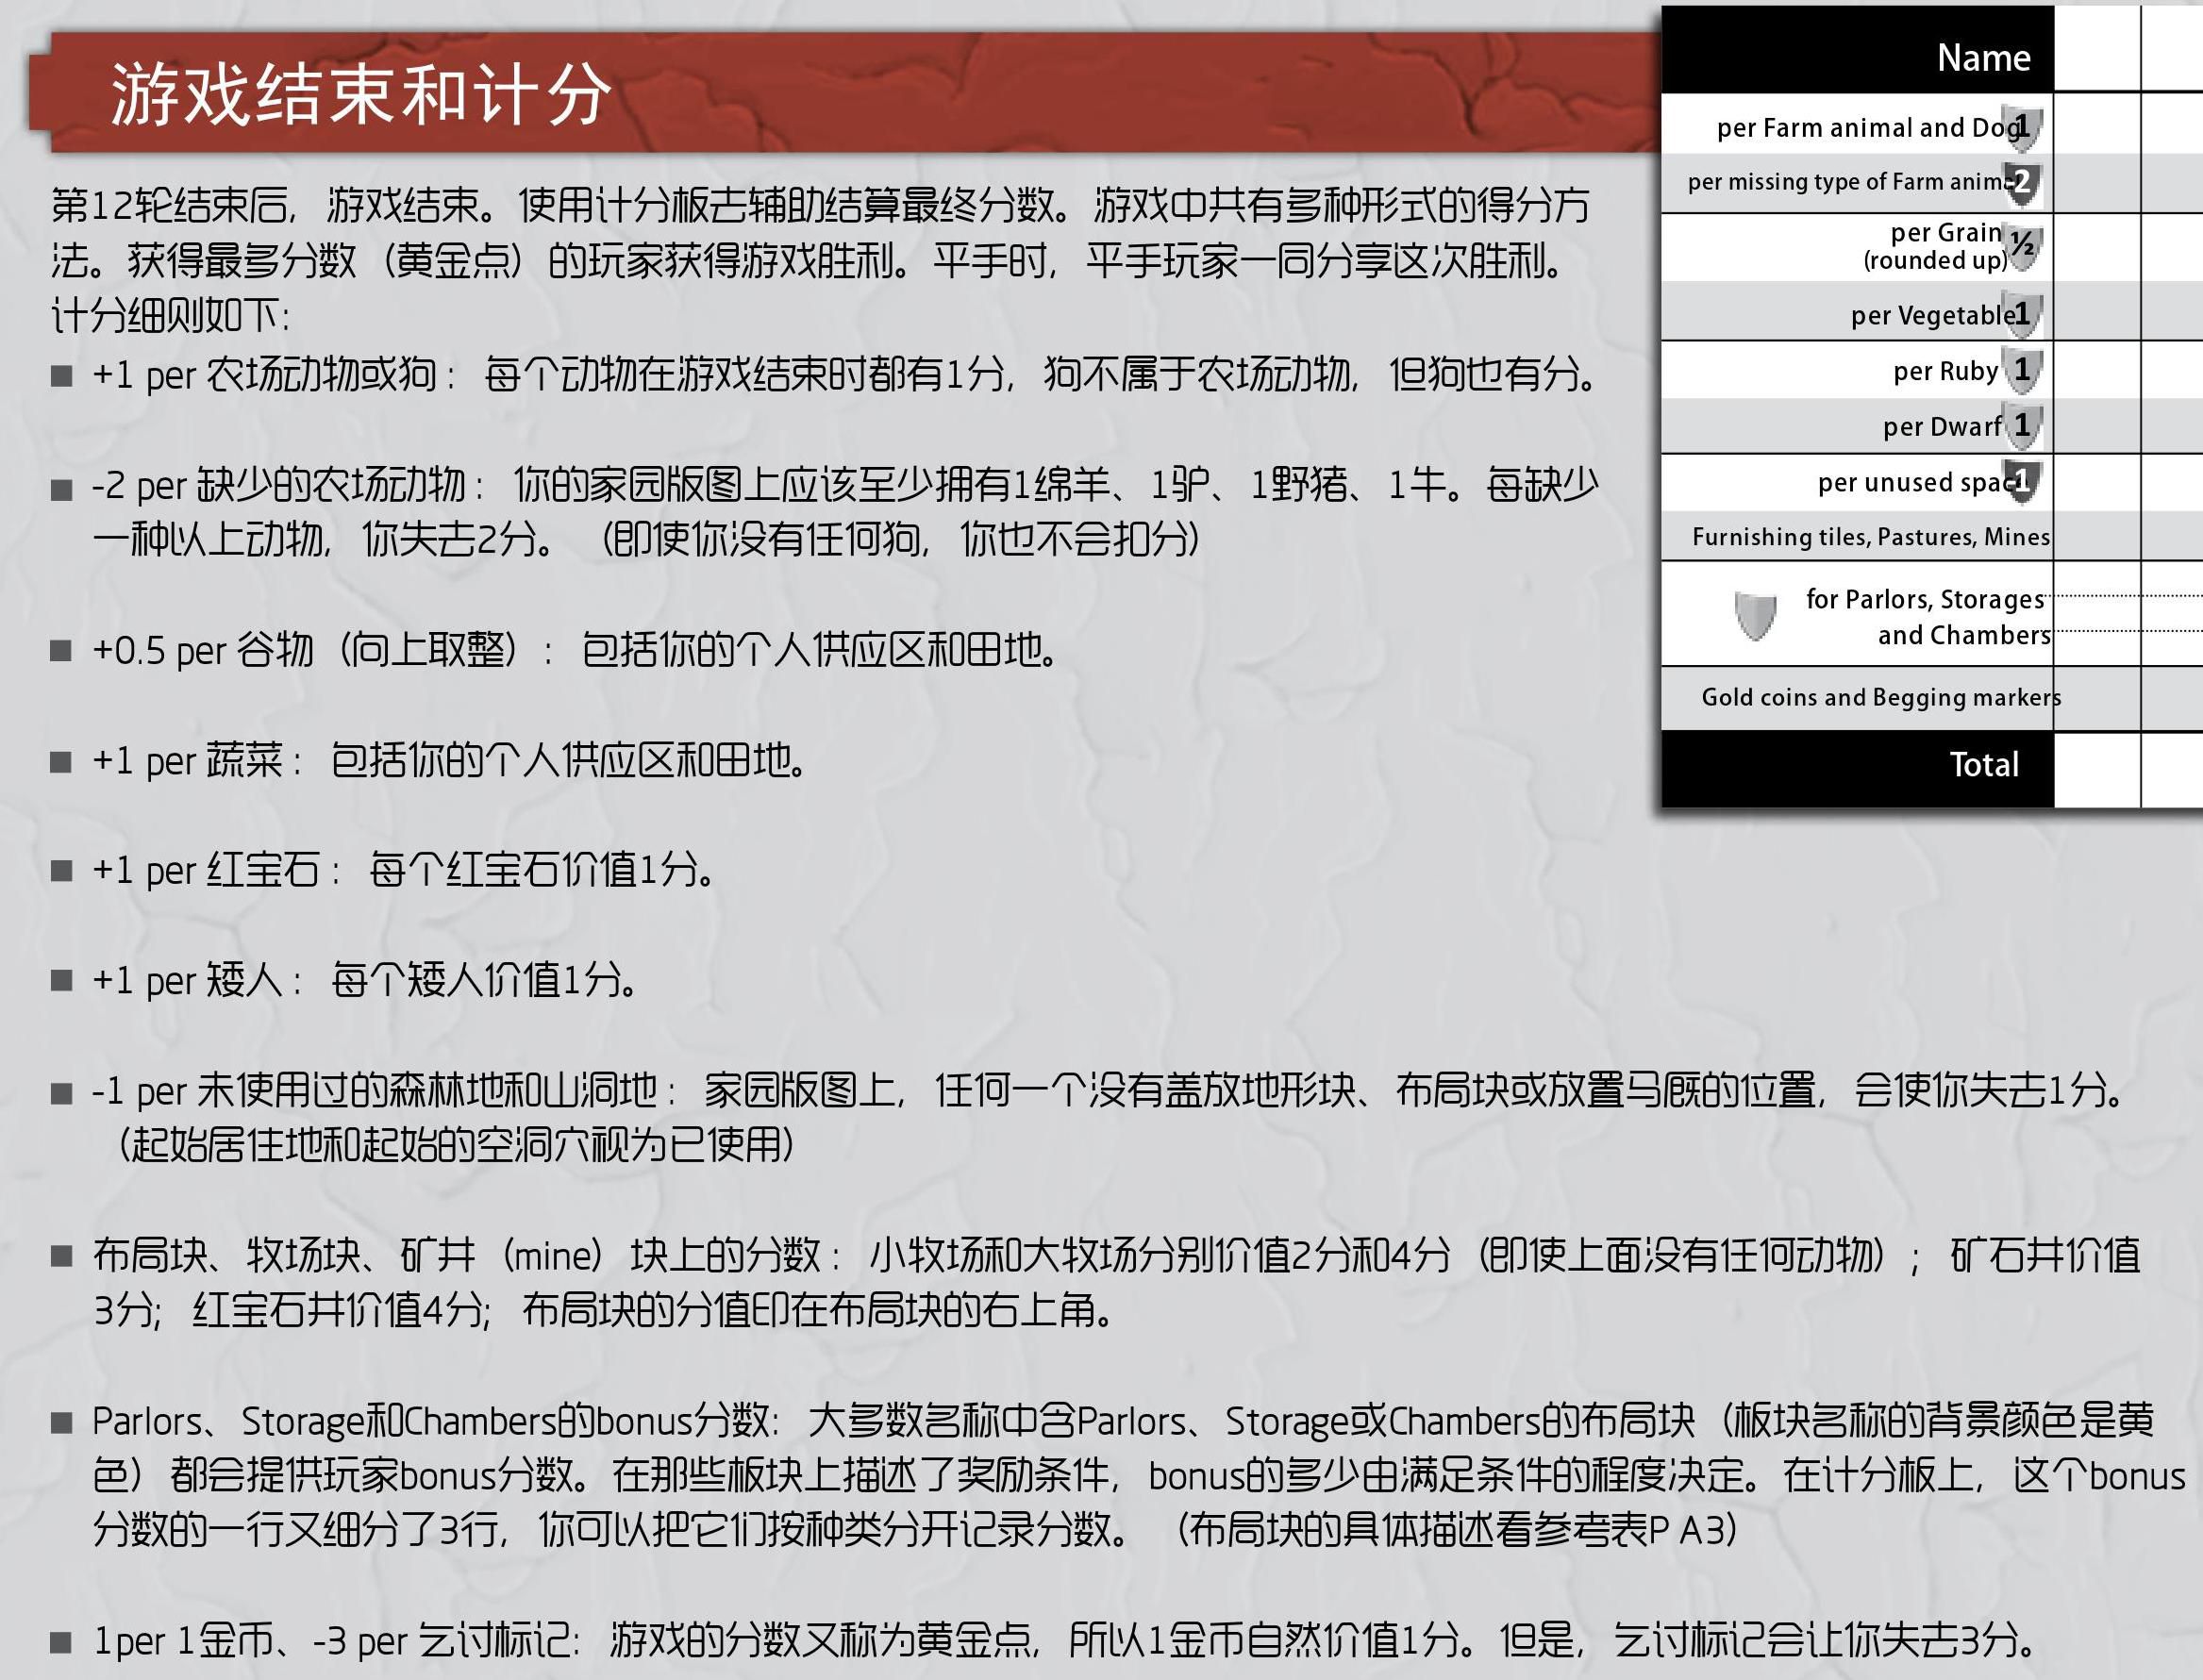 游戏结束和计分
第12轮结束后，游戏结束。使用计分板去辅助结算最终分数。游戏中共有多种形式的得分方
法。获得最多分数（黄金点）的玩家获得游戏胜利。平手时，平手玩家一同分享这次胜利。
计分细则如下：
■ +1 per 农场动物或狗： 每个动物在游戏结束时都有1分，狗不属于农场动物，但狗也有分。
■ -2 per 缺少的农场动物： 你的家园版图上应该至少拥有1绵羊、1驴、1野猪、1牛。每缺少
一种以上动物，你失去2分。（即使你没有任何狗，你也不会扣分）
■ +0.5 per 谷物（向上取整）： 包括你的个人供应区和田地。
■ +1 per 蔬菜： 包括你的个人供应区和田地。
■ +1 per 红宝石： 每个红宝石价值1分。
■ +1 per 矮人： 每个矮人价值1分。
■ -1 per 未使用过的森林地和山洞地： 家园版图上，任何一个没有盖放地形块、布局块或放置马厩的位置，会使你失去1分。
（起始居住地和起始的空洞穴视为已使用）
■ 布局块、牧场块、矿井（mine）块上的分数： 小牧场和大牧场分别价值2分和4分（即使上面没有任何动物）；矿石井价值
3分；红宝石井价值4分；布局块的分值印在布局块的右上角。
■ Parlors、Storage和Chambers的bonus分数：大多数名称中含Parlors、Storage或Chambers的布局块（板块名称的背景颜色是黄
色）都会提供玩家bonus分数。在那些板块上描述了奖励条件，bonus的多少由满足条件的程度决定。在计分板上，这个bonus
分数的一行又细分了3行，你可以把它们按种类分开记录分数。（布局块的具体描述看参考表P A3）
■ 1per 1金币、-3 per 乞讨标记：游戏的分数又称为黄金点，所以1金币自然价值1分。但是，乞讨标记会让你失去3分。
Name
per Farm animal and Dog 1
per missing type of Farm anim -2
per Grain ½
(rounded up)
per Vegetable 1
per Ruby 1
per Dwarf 1
per unused space -1
Furnishing tiles, Pastures, Mines
for Parlors, Storages
and Chambers
Gold coins and Begging markers
Total